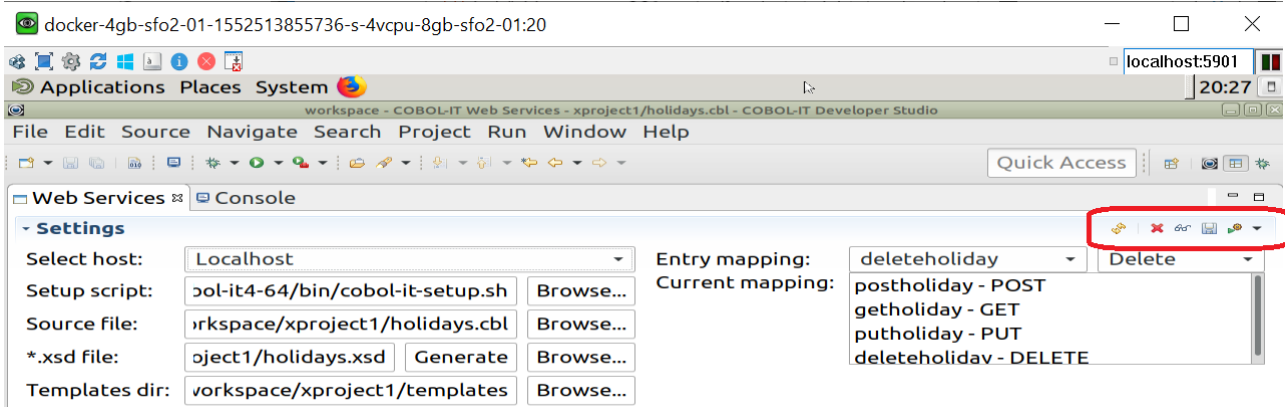 docker-4gb-sfo2-01-1552513855736-s-4vcpu-8gb-sfo2-01:20
localhost:5901
Applications Places System 20:27
workspace - COBOL-IT Web Services - xproject1/holidays.cbl - COBOL-IT Developer Studio
File Edit Source Navigate Search Project Run Window Help
Quick Access
Web Services Console
Settings
Select host: Localhost Entry mapping: deleteholiday Delete
Setup script: ool-it4-64/bin/cobol-it-setup.sh Browse... Current mapping: postholiday - POST
getholiday - GET
Source file: rkspace/xproject1/holidays.cbl Browse... putholiday - PUT
*.xsd file: oject1/holidays.xsd Generate Browse... deleteholiday - DELETE
Templates dir: vorkspace/xproject1/templates Browse...